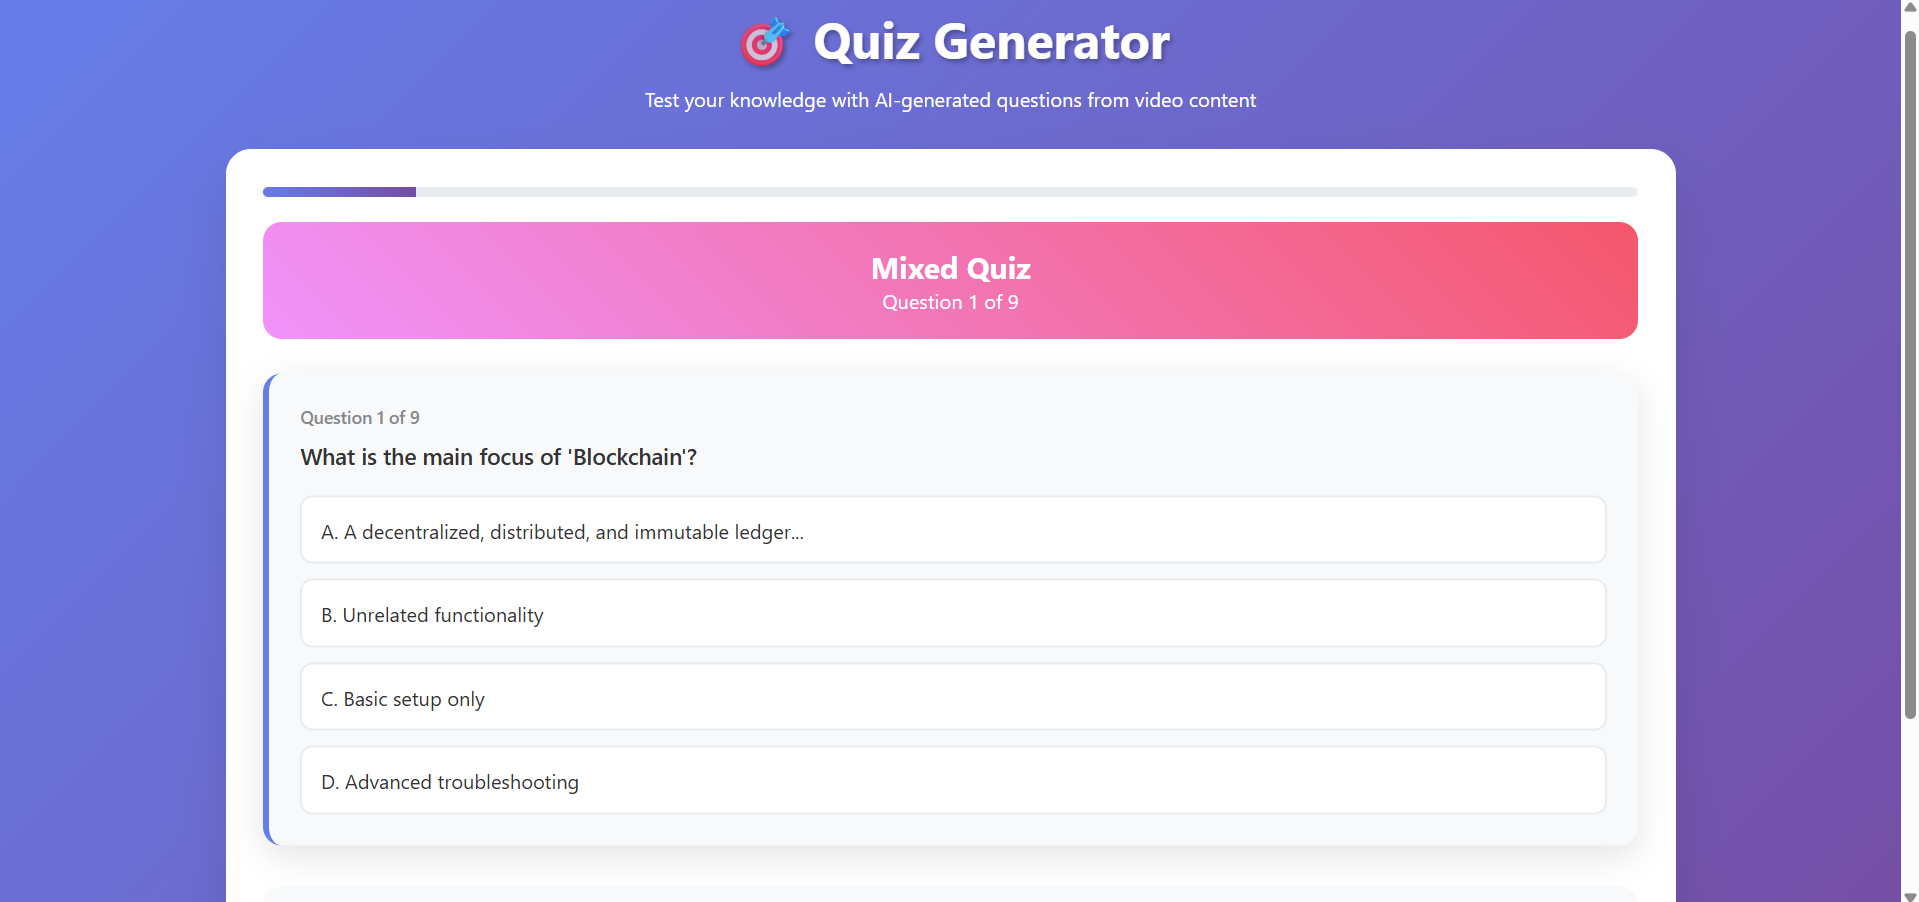 Quiz Generator
Test your knowledge with AI-generated questions from video content
Mixed Quiz
Question 1 of 9
Question 1 of 9
What is the main focus of 'Blockchain'?
A. A decentralized, distributed, and immutable ledger...
B. Unrelated functionality
C. Basic setup only
D. Advanced troubleshooting